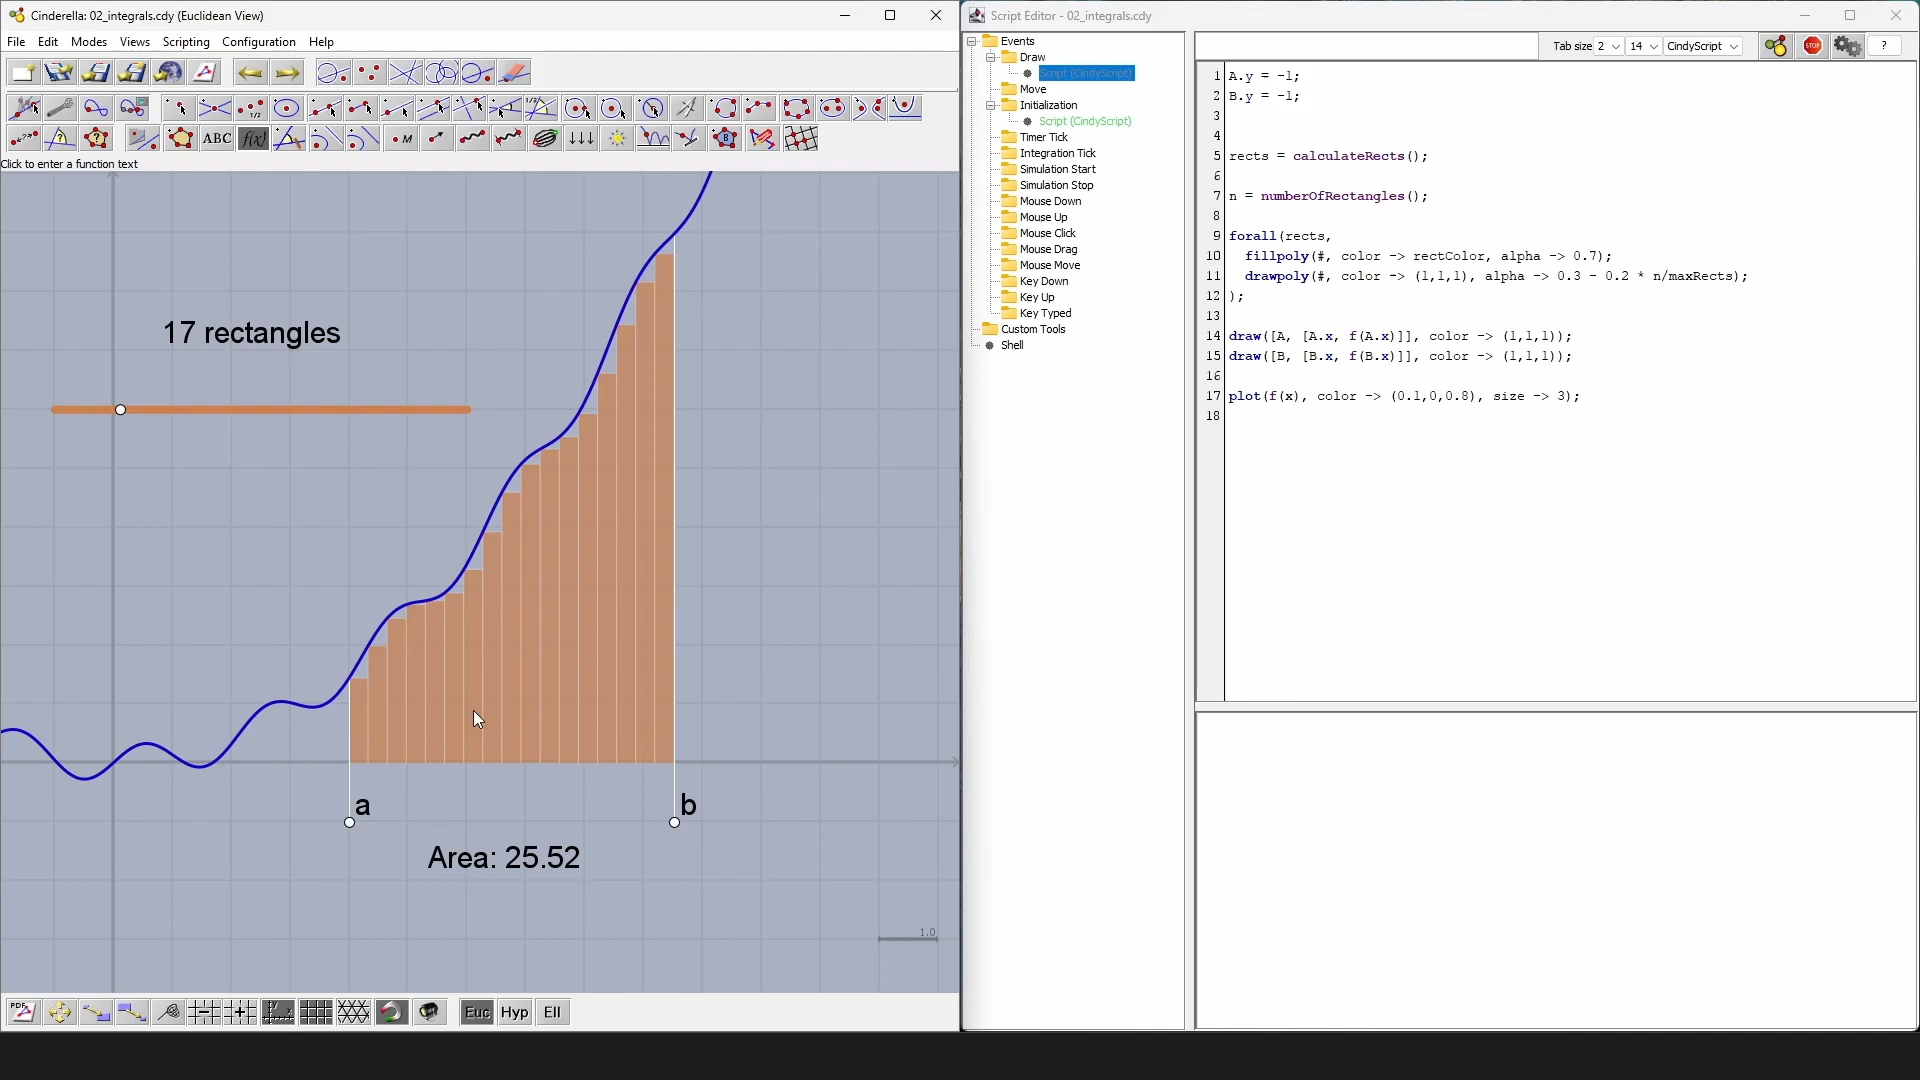 Cinderella: 02_integrals.cdy (Euclidean View)
File Edit Modes Views Scripting Configuration Help
ABC f(x) M
Click to enter a function text
17 rectangles
a
b
Area: 25.52
1.0
PDF
Euc Hyp Ell
Script Editor - 02_integrals.cdy
Events
Draw
Script (CindyScript)
Move
Initialization
Script (CindyScript)
Timer Tick
Integration Tick
Simulation Start
Simulation Stop
Mouse Down
Mouse Up
Mouse Click
Mouse Drag
Mouse Move
Key Down
Key Up
Key Typed
Custom Tools
Shell
Tab size 2 14 CindyScript STOP ?
1 A.y = -1;
2 B.y = -1;
3
4
5 rects = calculateRects();
6
7 n = numberOfRectangles();
8
9 forall(rects,
10 fillpoly(#, color -> rectColor, alpha -> 0.7);
11 drawpoly(#, color -> (1,1,1), alpha -> 0.3 - 0.2 * n/maxRects);
12 );
13
14 draw([A, [A.x, f(A.x)]], color -> (1,1,1));
15 draw([B, [B.x, f(B.x)]], color -> (1,1,1));
16
17 plot(f(x), color -> (0.1,0,0.8), size -> 3);
18